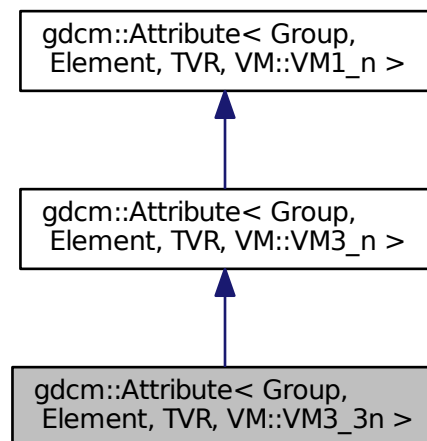 gdcm::Attribute< Group,
Element, TVR, VM::VM1_n >
gdcm::Attribute< Group,
Element, TVR, VM::VM3_n >
gdcm::Attribute< Group,
Element, TVR, VM::VM3_3n >